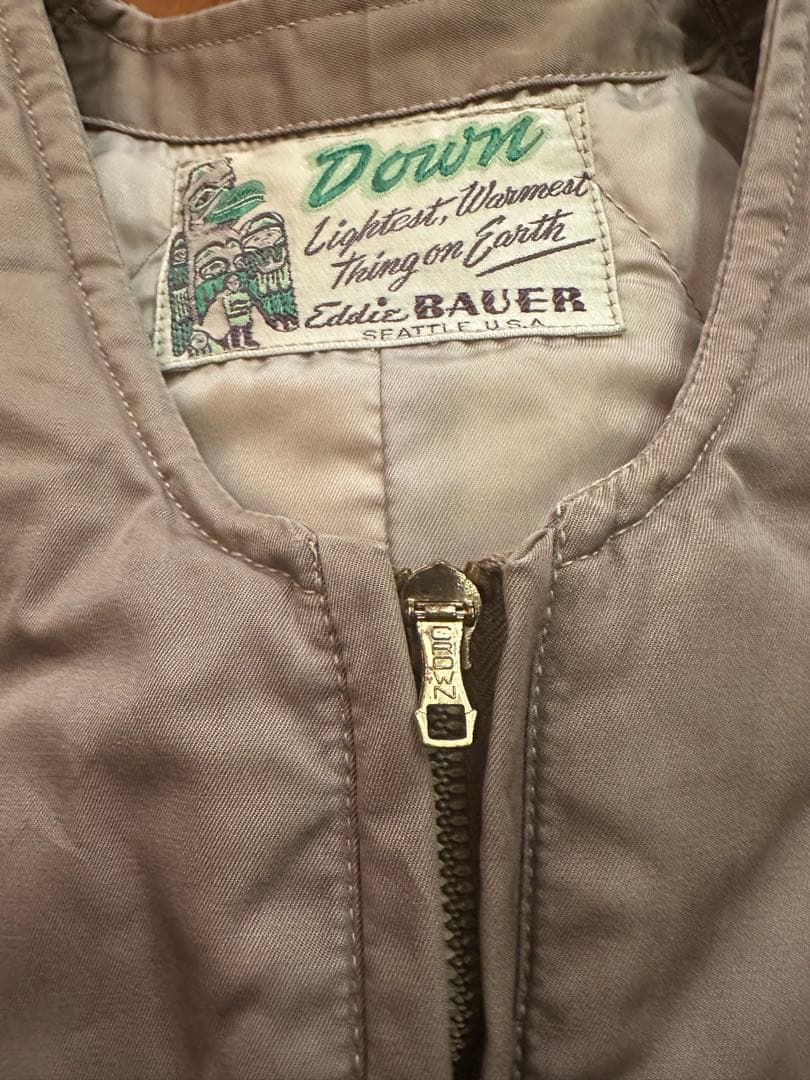 Down
Lightest, Warmest
Thing on Earth
Eddie BAUER
SEATTLE, U.S.A.
CROWN